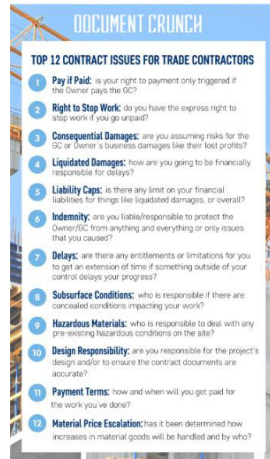 DOCUMENT CRUNCH
TOP 12 CONTRACT ISSUES FOR TRADE CONTRACTORS
1 Pay if Paid: is your right to payment only triggered if
the Owner pays the GC?
2 Right to Stop Work: do you have the express right to
stop work if you go unpaid?
3 Consequential Damages: are you assuming risks for the
GC or Owner's business damages like their lost profits?
4 Liquidated Damages: how are you going to be financially
responsible for delays?
5 Liability Caps: is there any limit on your financial
liabilities for things like liquidated damages, or overall?
6 Indemnity: are you liable/responsible to protect the
Owner/GC from anything and everything or only issues
that you caused?
7 Delays: are there any entitlements or limitations for you
to get an extension of time if something outside of your
control delays your progress?
8 Subsurface Conditions: who is responsible if there are
concealed conditions impacting your work?
9 Hazardous Materials: who is responsible to deal with any
pre-existing hazardous conditions on the site?
10 Design Responsibility: are you responsible for the project's
design and/or to ensure the contract documents are
accurate?
11 Payment Terms: how and when will you get paid for
the work you've done?
12 Material Price Escalation: has it been determined how
increases in material goods will be handled and by who?